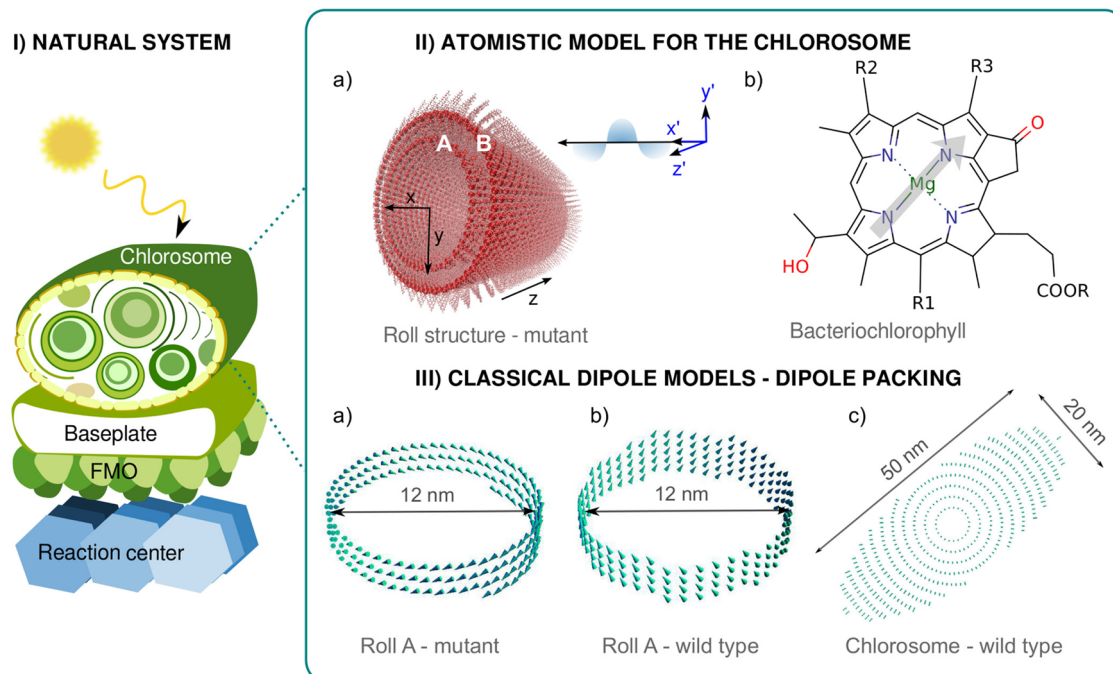 I) NATURAL SYSTEM
Chlorosome
Baseplate
FMO
Reaction center
II) ATOMISTIC MODEL FOR THE CHLOROSOME
a)
A B
x
y
z
y'
x'
z'
Roll structure - mutant
b)
R2
R3
O
N
N
Mg
N
N
HO
R1
COOR
Bacteriochlorophyll
III) CLASSICAL DIPOLE MODELS - DIPOLE PACKING
a)
12 nm
Roll A - mutant
b)
12 nm
Roll A - wild type
c)
50 nm
20 nm
Chlorosome - wild type